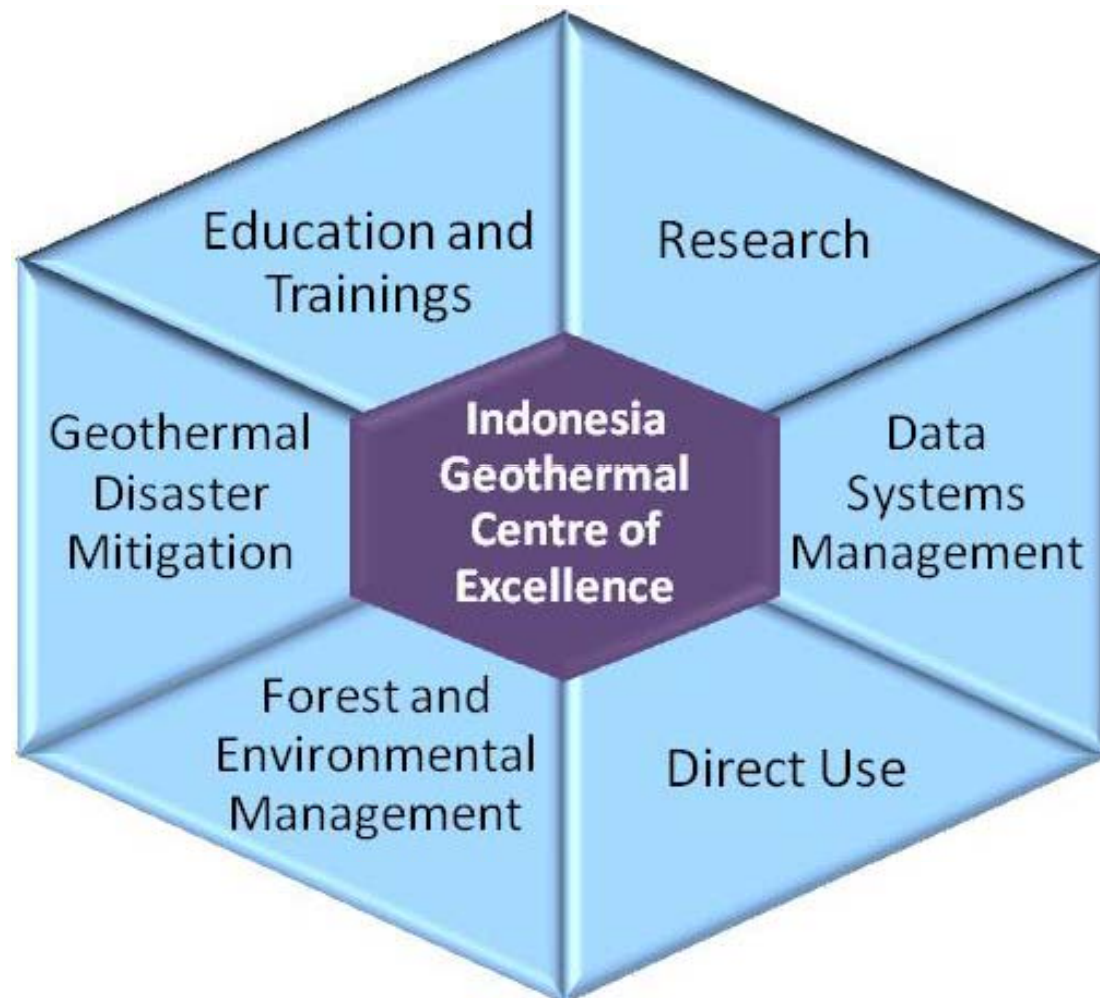 Education and
Trainings
Research
Geothermal
Disaster
Mitigation
Indonesia
Geothermal
Centre of
Excellence
Data
Systems
Management
Forest and
Environmental
Management
Direct Use